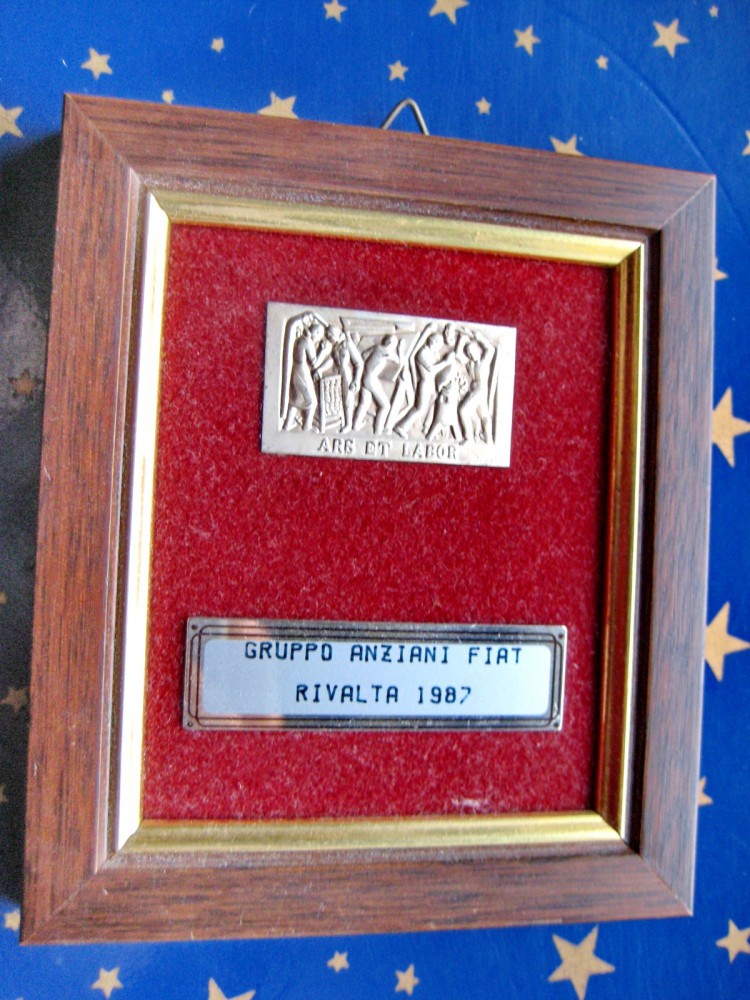 ARS ET LABOR
GRUPPO ANZIANI FIAT
RIVALTA 1987